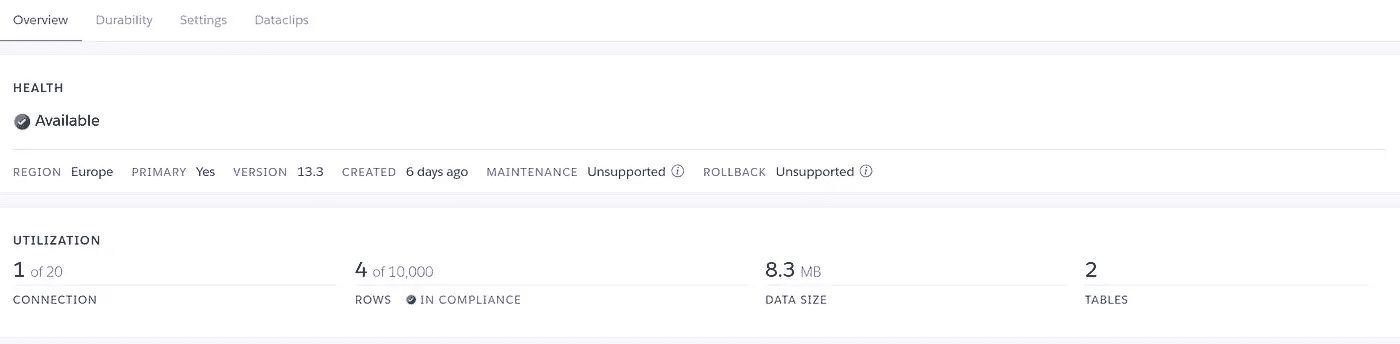 Overview Durability Settings Dataclips
HEALTH
Available
REGION Europe PRIMARY Yes VERSION 13.3 CREATED 6 days ago MAINTENANCE Unsupported ROLLBACK Unsupported
UTILIZATION
1 of 20 4 of 10,000 8.3 MB 2
CONNECTION ROWS IN COMPLIANCE DATA SIZE TABLES